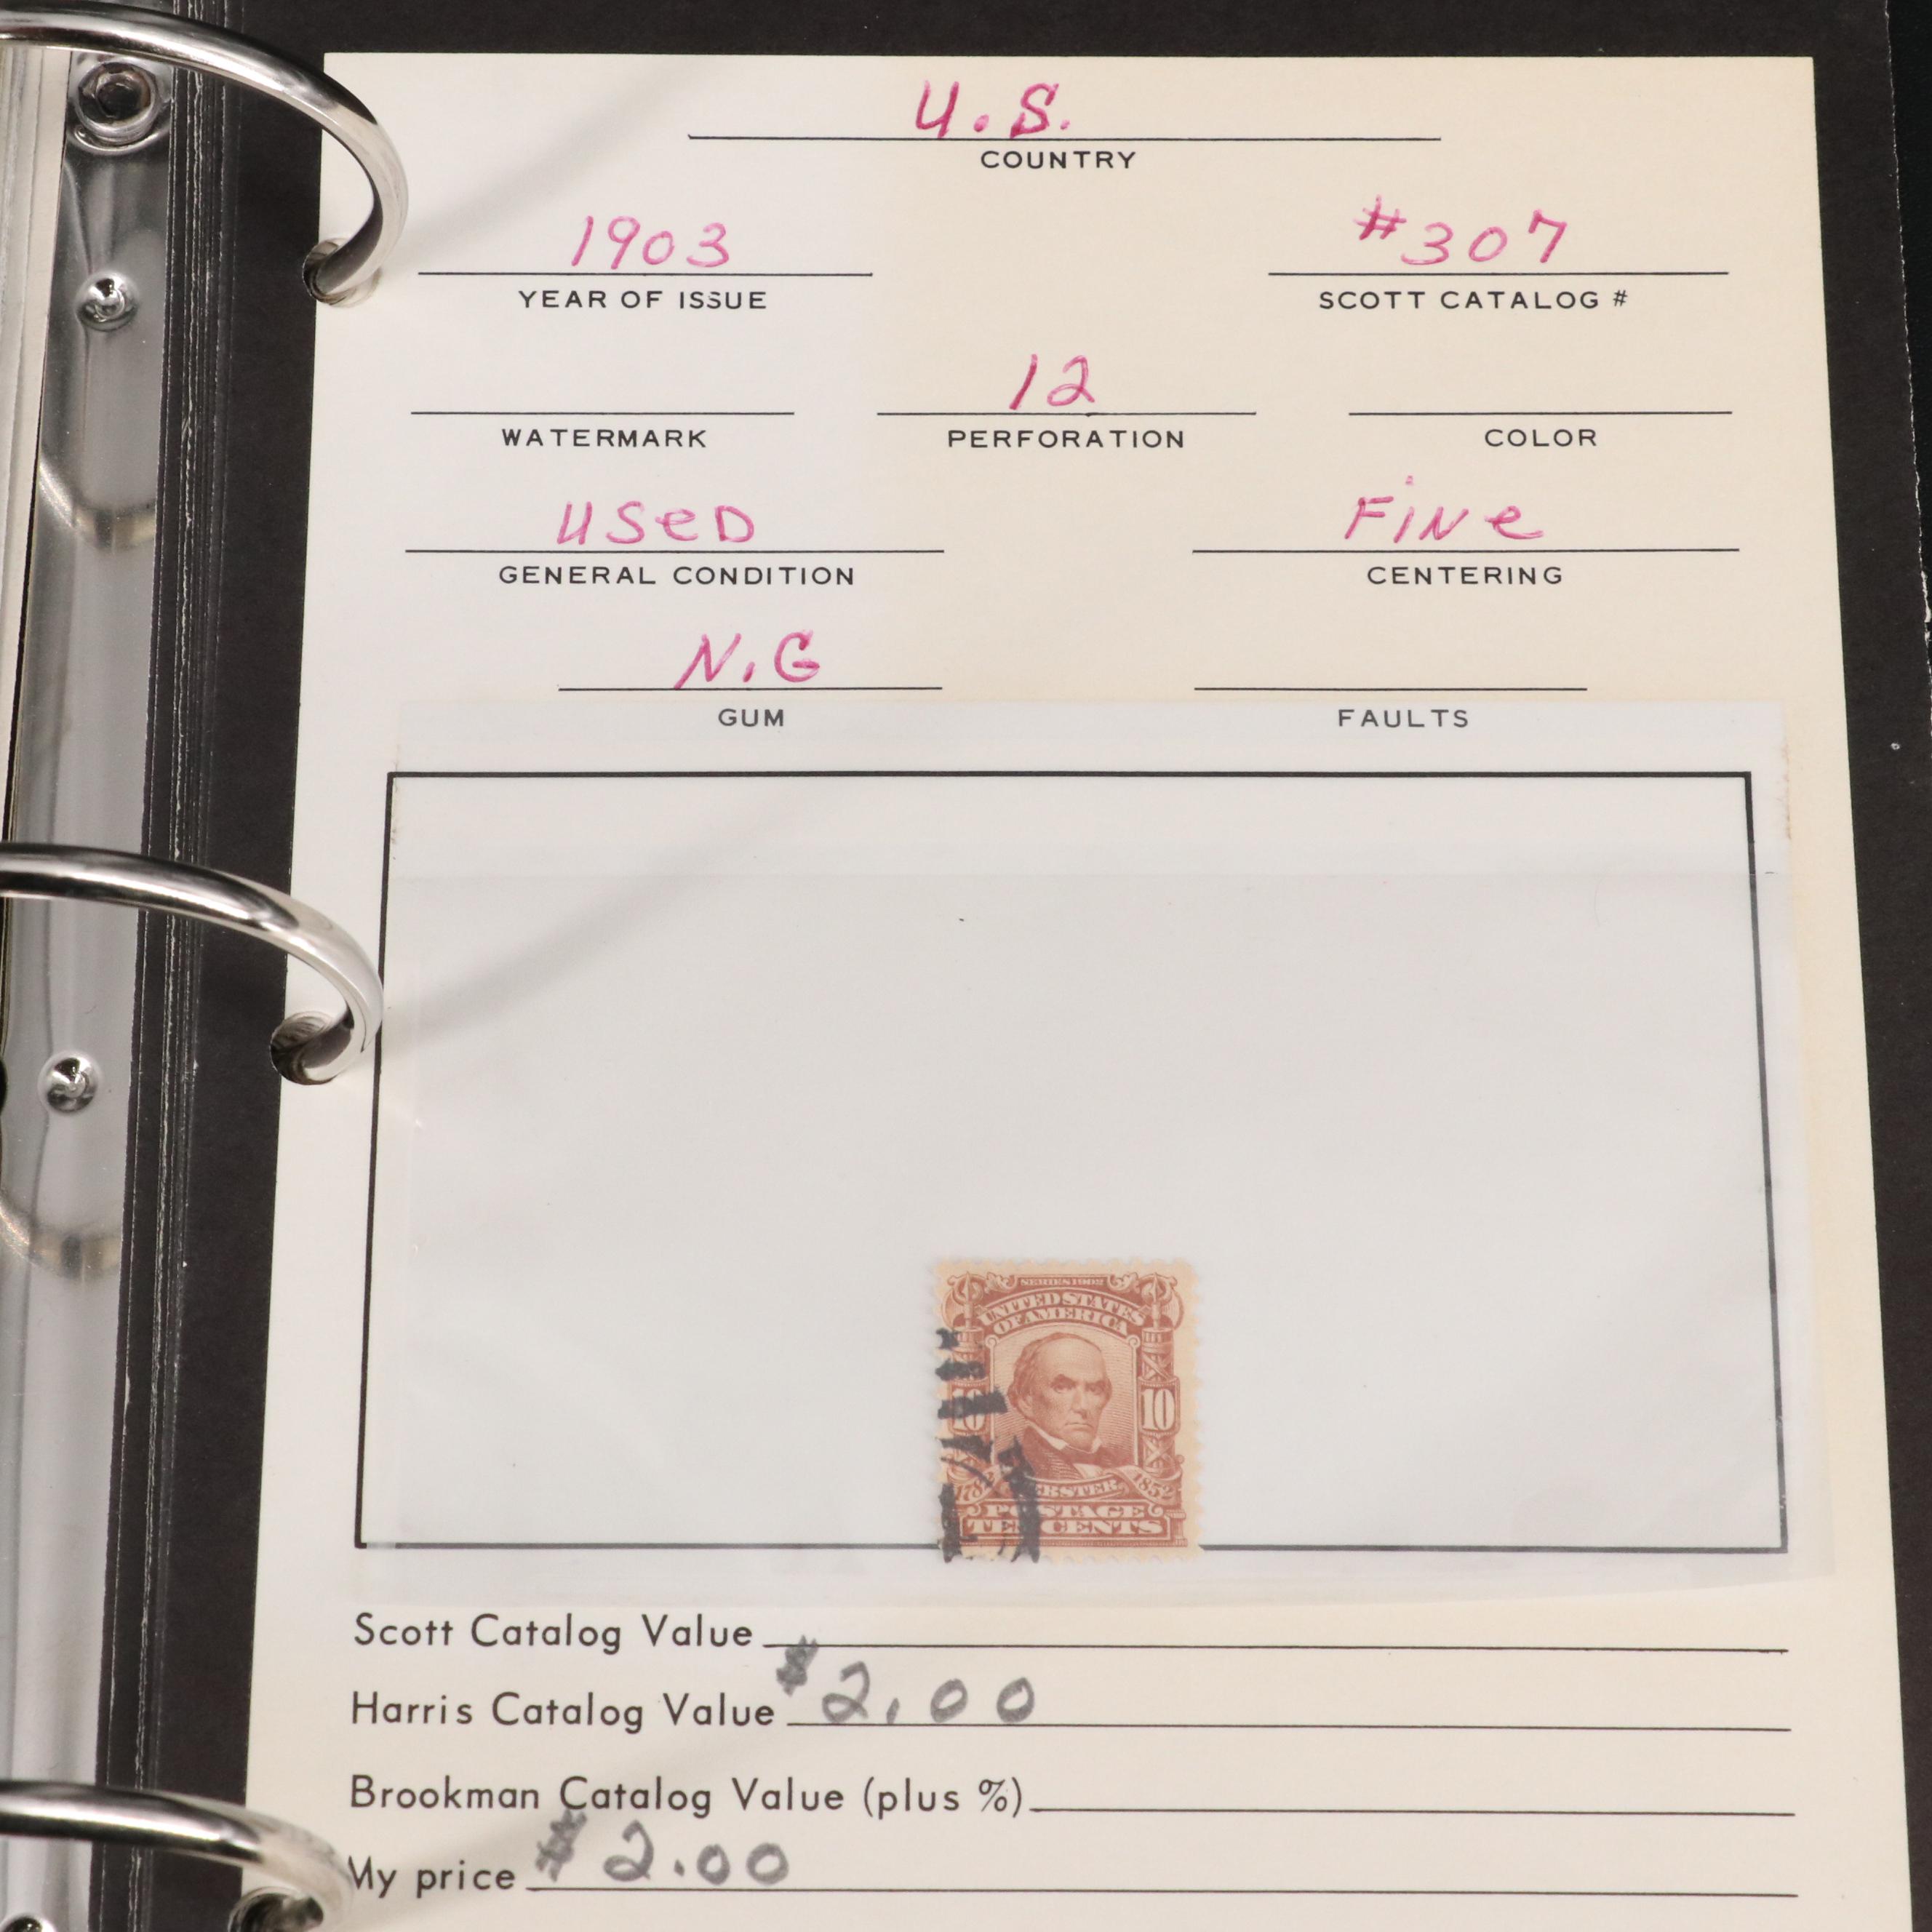 U.S.
COUNTRY
1903 #307
YEAR OF ISSUE SCOTT CATALOG #
12
WATERMARK PERFORATION COLOR
USeD FiNe
GENERAL CONDITION CENTERING
N.G
GUM FAULTS
SERIES 1902
UNITED STATES
OF AMERICA
10 10
1852
POSTAGE
TEN CENTS
Scott Catalog Value
Harris Catalog Value $2.00
Brookman Catalog Value (plus %)
My price $2.00